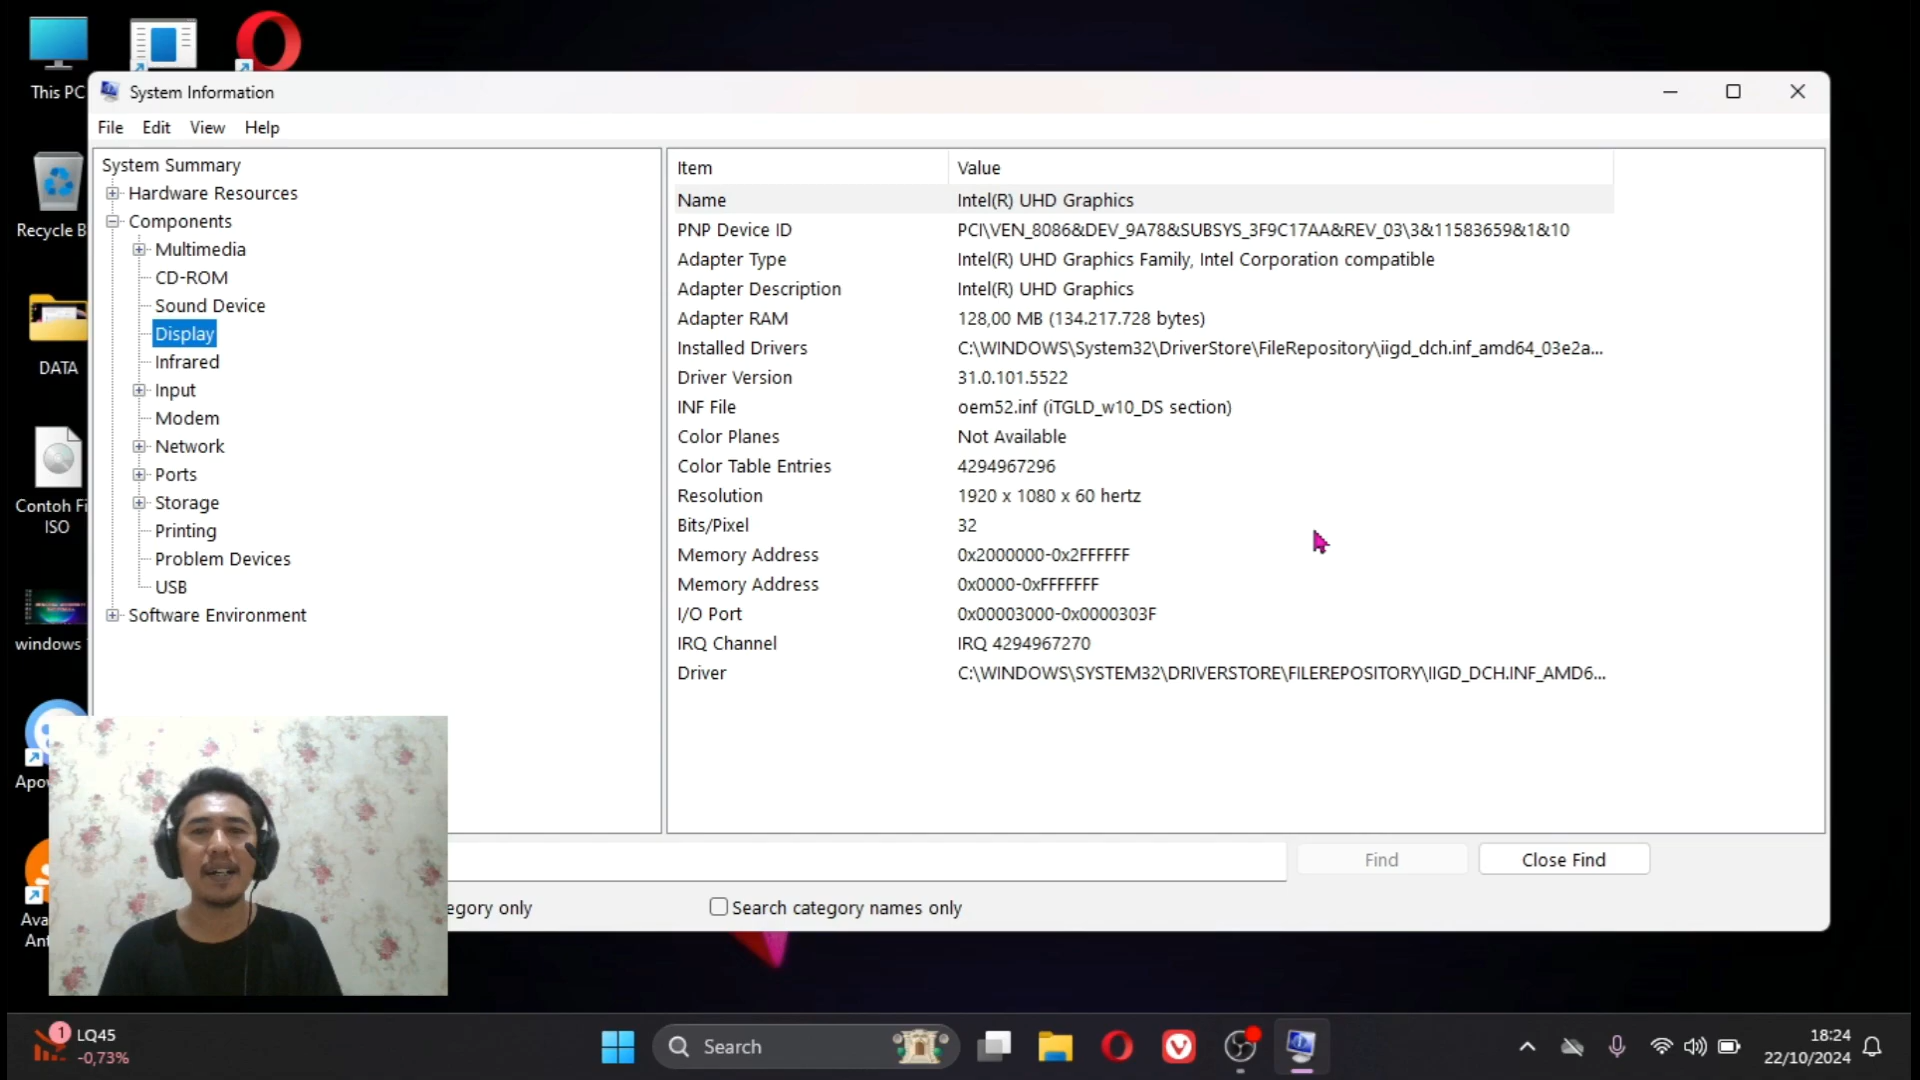 This PC
Recycle B
DATA
Contoh Fi
ISO
windows
Apov
Ava
Ant
System Information
File Edit View Help
System Summary
Hardware Resources
Components
Multimedia
CD-ROM
Sound Device
Display
Infrared
Input
Modem
Network
Ports
Storage
Printing
Problem Devices
USB
Software Environment
Item Value
Name Intel(R) UHD Graphics
PNP Device ID PCI\VEN_8086&DEV_9A78&SUBSYS_3F9C17AA&REV_03\3&11583659&1&10
Adapter Type Intel(R) UHD Graphics Family, Intel Corporation compatible
Adapter Description Intel(R) UHD Graphics
Adapter RAM 128,00 MB (134.217.728 bytes)
Installed Drivers C:\WINDOWS\System32\DriverStore\FileRepository\iigd_dch.inf_amd64_03e2a...
Driver Version 31.0.101.5522
INF File oem52.inf (iTGLD_w10_DS section)
Color Planes Not Available
Color Table Entries 4294967296
Resolution 1920 x 1080 x 60 hertz
Bits/Pixel 32
Memory Address 0x2000000-0x2FFFFFF
Memory Address 0x0000-0xFFFFFFF
I/O Port 0x00003000-0x0000303F
IRQ Channel IRQ 4294967270
Driver C:\WINDOWS\SYSTEM32\DRIVERSTORE\FILEREPOSITORY\IIGD_DCH.INF_AMD6...
Find Close Find
egory only Search category names only
1 LQ45
-0,73%
Search
18:24
22/10/2024